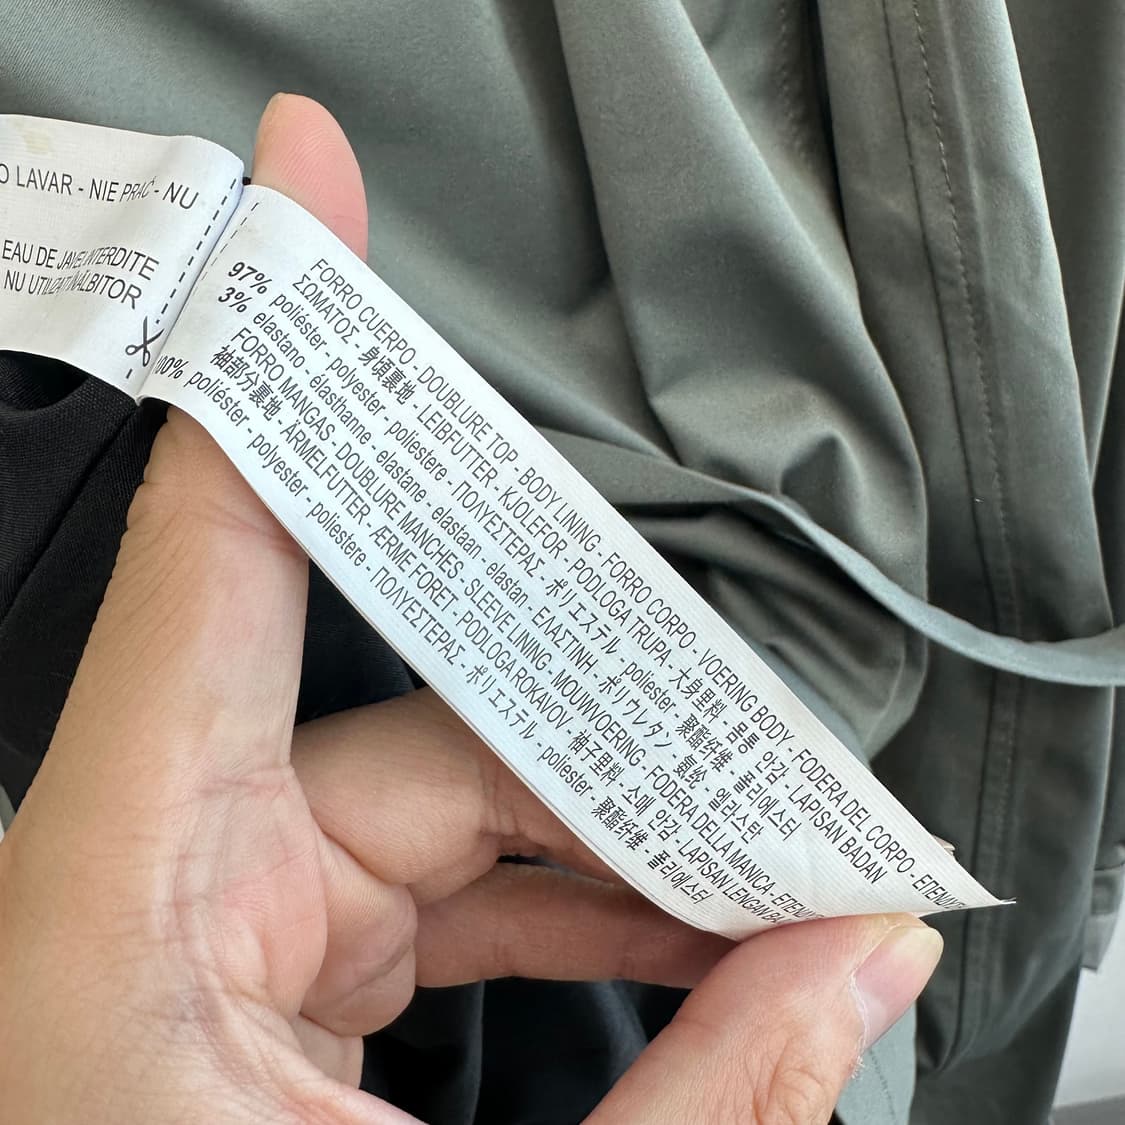 O LAVAR - NIE PRAĆ - NU
EAU DE JAVEL INTERDITE
NU UTILIZAȚI ÎNĂLBITOR
FORRO CUERPO - DOUBLURE TOP - BODY LINING - FORRO CORPO - VOERING BODY - FODERA DEL CORPO -
ΣΩΜΑΤΟΣ - 身頃裏地 - LEIBFUTTER - KJOLEFOR - PODLOGA TRUPA - 大身里料 - 몸통 안감 - LAPISAN BADAN
97% poliéster - polyester - poliestere - ΠΟΛΥΕΣΤΕΡΑΣ - ポリエステル - poliester - 聚酯纤维 - 폴리에스터
3% elastano - élasthanne - elastane - elastaan - elastan - ΕΛΑΣΤΙΝΗ - ポリウレタン - 氨纶 - 엘라스탄
FORRO MANGAS - DOUBLURE MANCHES - SLEEVE LINING - MOUWVOERING - FODERA DELLA MANICA -
袖部分裏地 - ÄRMELFUTTER - ÆRME FORET - PODLOGA ROKAVOV - 袖子里料 - 소매 안감 - LAPISAN LENGAN
100% poliéster - polyester - poliestere - ΠΟΛΥΕΣΤΕΡΑΣ - ポリエステル - poliester - 聚酯纤维 - 폴리에스터